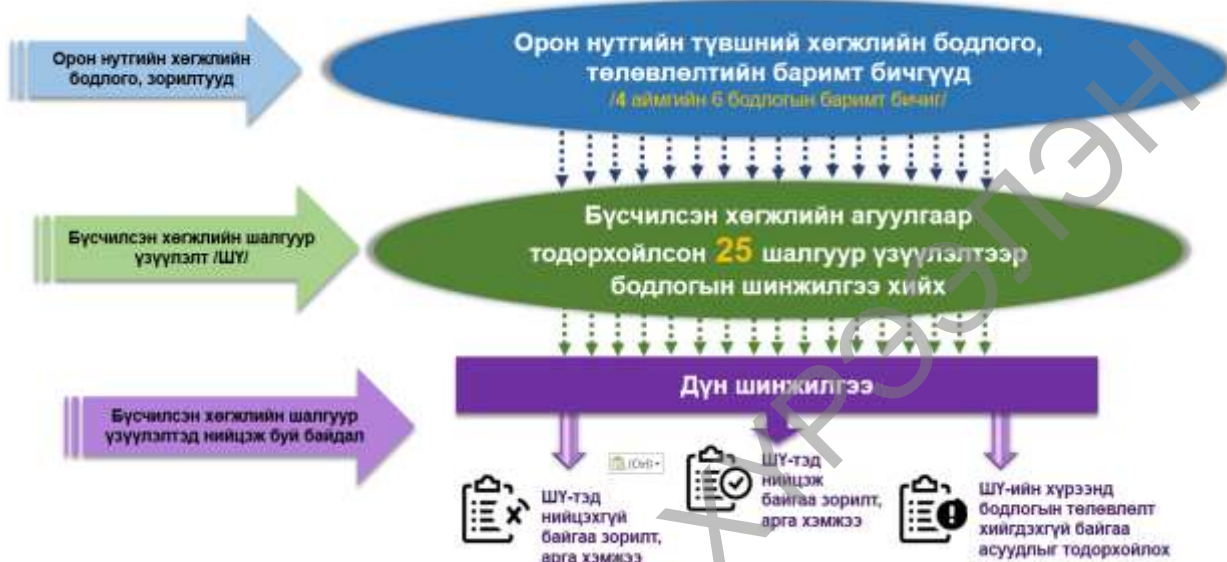 Орон нутгийн хөгжлийн
бодлого, зорилтууд
Орон нутгийн түвшний хөгжлийн бодлого,
төлөвлөлтийн баримт бичгүүд
/4 аймгийн 6 бодлогын баримт бичиг/
Бүсчилсэн хөгжлийн шалгуур
үзүүлэлт /ШҮ/
Бүсчилсэн хөгжлийн агуулгаар
тодорхойлсон 25 шалгуур үзүүлэлтээр
бодлогын шинжилгээ хийх
Бүсчилсэн хөгжлийн шалгуур
үзүүлэлтэд нийцэж буй байдал
Дүн шинжилгээ
(Ctrl)
ШҮ-тэд
нийцэхгүй
байгаа зорилт,
арга хэмжээ
ШҮ-тэд
нийцэж
байгаа зорилт,
арга хэмжээ
ШҮ-ийн хүрээнд
бодлогын төлөвлөлт
хийгдэхгүй байгаа
асуудлыг тодорхойлох
ХҮРЭЭЛЭН